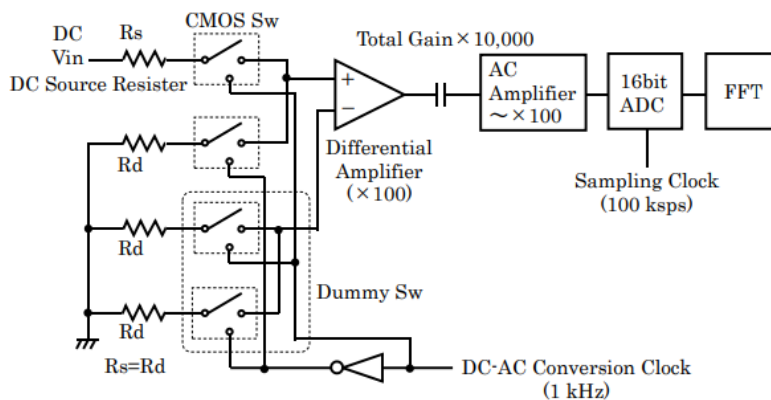 CMOS Sw
DC
Vin
Rs
DC Source Resister
Total Gain×10,000
+
−
AC
Amplifier
～×100
16bit
ADC
FFT
Rd
Differential
Amplifier
(×100)
Sampling Clock
(100 ksps)
Rd
Dummy Sw
Rd
Rs=Rd
DC-AC Conversion Clock
(1 kHz)